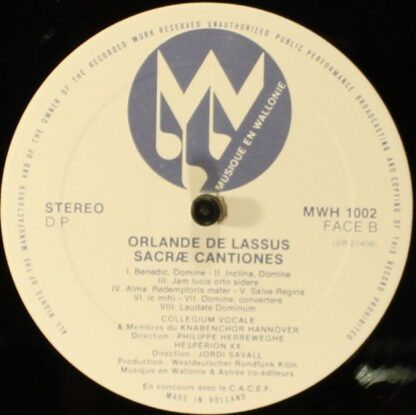 ALL RIGHTS OF THE MANUFACTURER AND OF THE OWNER OF THE RECORDED WORK RESERVED UNAUTHORIZED PUBLIC PERFORMANCE BROADCASTING AND COPYING OF THIS RECORD PROHIBITED
MUSIQUE EN WALLONIE
STEREO
D.P.
MWH 1002
FACE B
(VR 21408)
ORLANDE DE LASSUS
SACRÆ CANTIONES
I. Benedic, Domine - II. Inclina, Domine
III. Jam lucis orto sidere
IV. Alma Redemptoris mater - V. Salve Regina
VI. ic mihi - VII. Domine, convertere
VIII. Laudate Dominum
COLLEGIUM VOCALE
& Membres du KNABENCHOR HANNOVER
Direction: PHILIPPE HERREWEGHE
HESPÈRION XX
Direction: JORDI SAVALL
Production: Westdeutscher Rundfunk Köln
Musique en Wallonie & Astrée co-éditeurs
En concours avec le C.A.C.E.F.
MADE IN HOLLAND